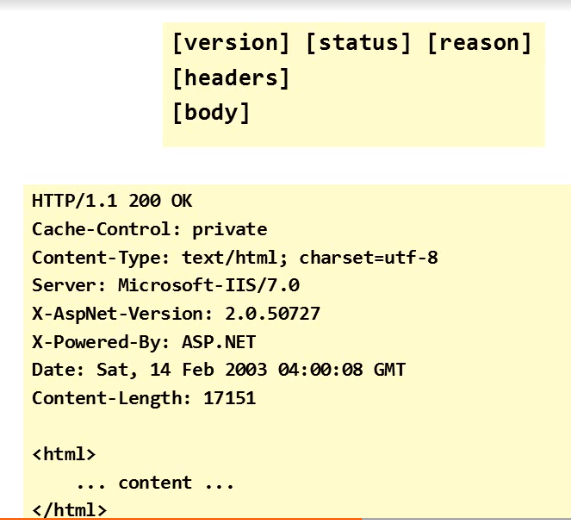 [version] [status] [reason]
[headers]
[body]
HTTP/1.1 200 OK
Cache-Control: private
Content-Type: text/html; charset=utf-8
Server: Microsoft-IIS/7.0
X-AspNet-Version: 2.0.50727
X-Powered-By: ASP.NET
Date: Sat, 14 Feb 2003 04:00:08 GMT
Content-Length: 17151
<html>
... content ...
</html>